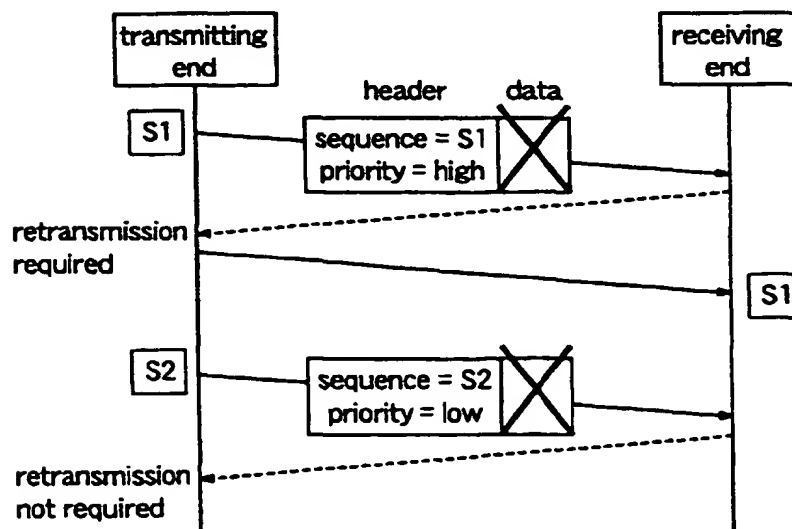 transmitting
end
receiving
end
header
data
S1
sequence = S1
priority = high
retransmission
required
S1
S2
sequence = S2
priority = low
retransmission
not required